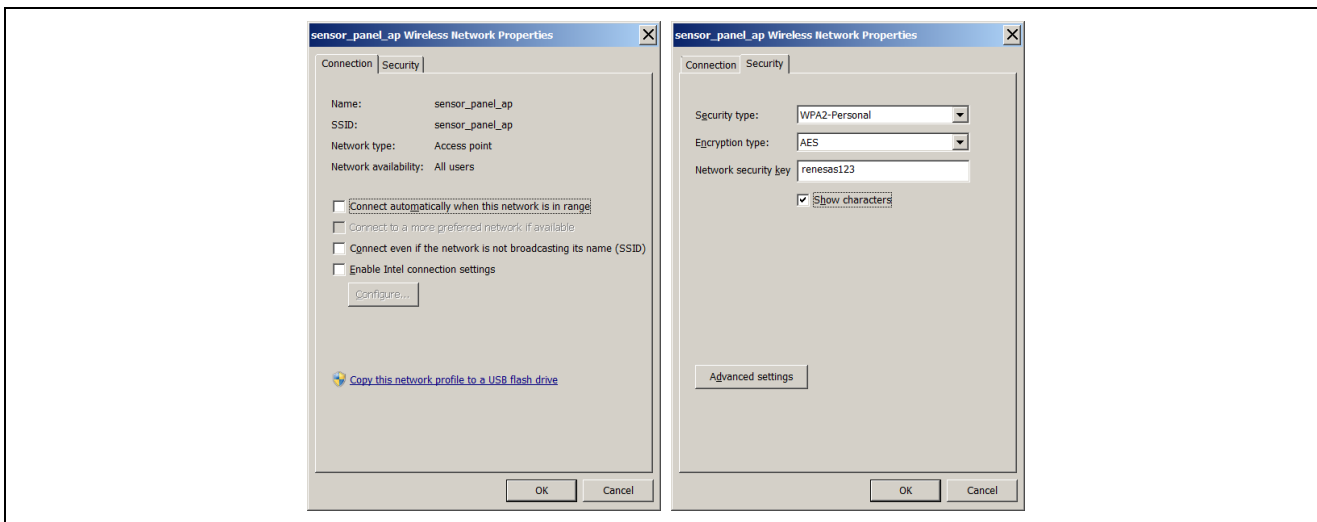 sensor_panel_ap Wireless Network Properties
Connection Security
Name: sensor_panel_ap
SSID: sensor_panel_ap
Network type: Access point
Network availability: All users
Connect automatically when this network is in range
Connect to a more preferred network if available
Connect even if the network is not broadcasting its name (SSID)
Enable Intel connection settings
Configure...
Copy this network profile to a USB flash drive
OK Cancel
sensor_panel_ap Wireless Network Properties
Connection Security
Security type: WPA2-Personal
Encryption type: AES
Network security key renesas123
Show characters
Advanced settings
OK Cancel